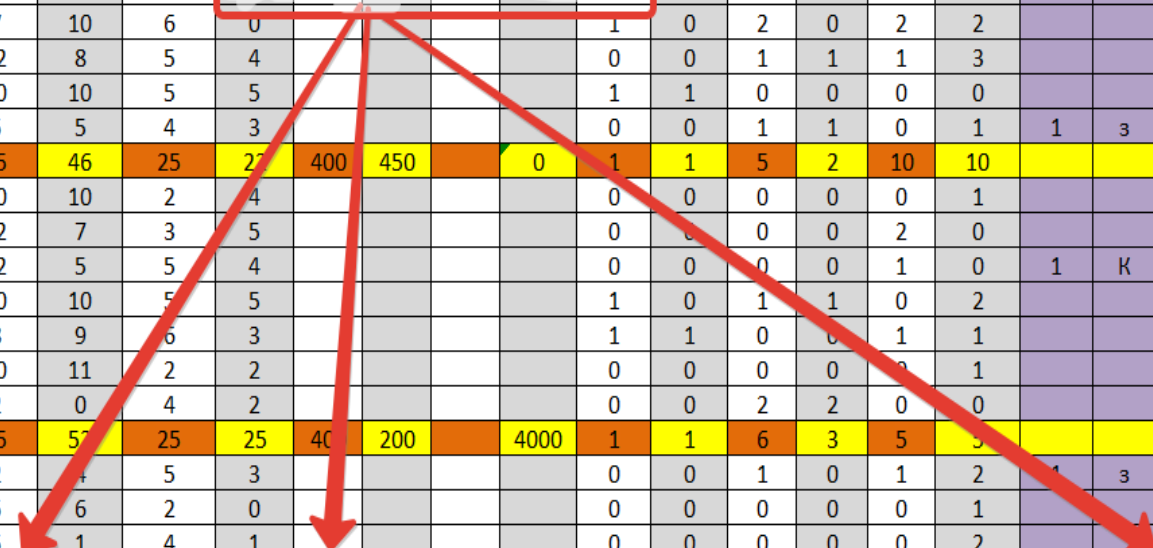 10 6 0 1 0 2 0 2 2
8 5 4 0 0 1 1 1 3
10 5 5 1 1 0 0 0 0
5 4 3 0 0 1 1 0 1 1 з
46 25 400 450 0 1 1 5 2 10 10
10 2 4 0 0 0 0 0 1
7 3 5 0 0 0 2 0
5 5 4 0 0 0 0 1 0 1 К
10 5 5 1 0 1 1 0 2
9 6 3 1 1 0 0 1 1
11 2 2 0 0 0 0 1
0 4 2 0 0 2 2 0 0
25 25 200 4000 1 1 6 3 5
5 3 0 0 1 0 1 2 з
6 2 0 0 0 0 0 0 1
1 4 1 0 0 0 0 0 2